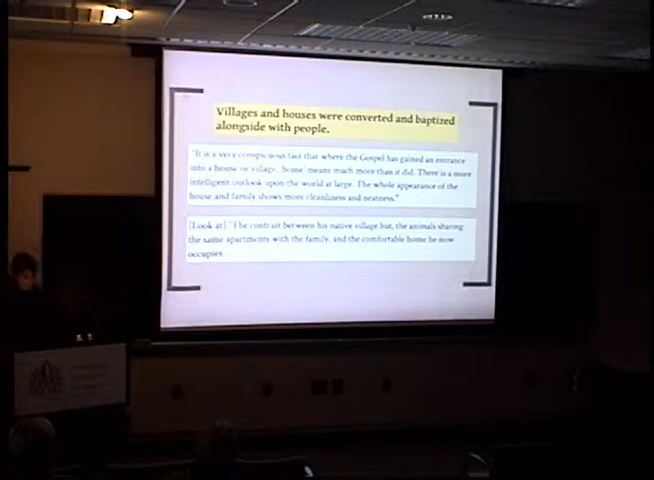 Villages and houses were converted and baptized
alongside with people.
"It is a very conspicuous fact that where the Gospel has gained an entrance
into a house or village, 'home' means much more than it did. There is a more
intelligent outlook upon the world at large. The whole appearance of the
house and family shows more cleanliness and neatness."
[Look at] "The contrast between his native village hut, the animals sharing
the same apartments with the family, and the comfortable home he now
occupies...